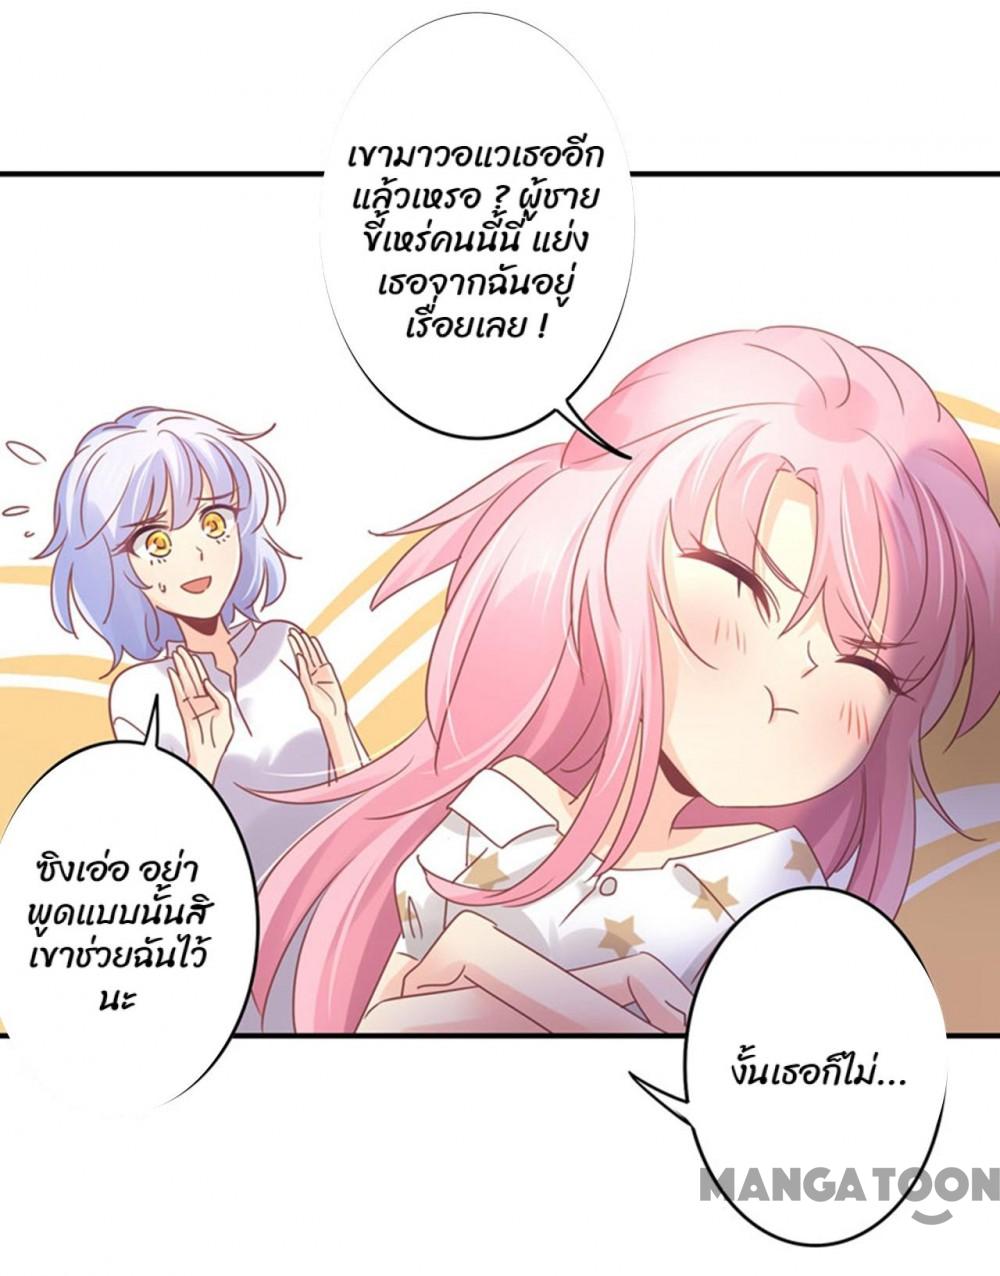 เขามาวอแวเธออีก
แล้วเหรอ ? ผู้ชาย
ขี้เหร่คนนี้นี่ แย่ง
เธอจากฉันอยู่
เรื่อยเลย !
ซิงเอ่อ อย่า
พูดแบบนั้นสิ
เขาช่วยฉันไว้
นะ
งั้นเธอก็ไม่...
MANGATOON